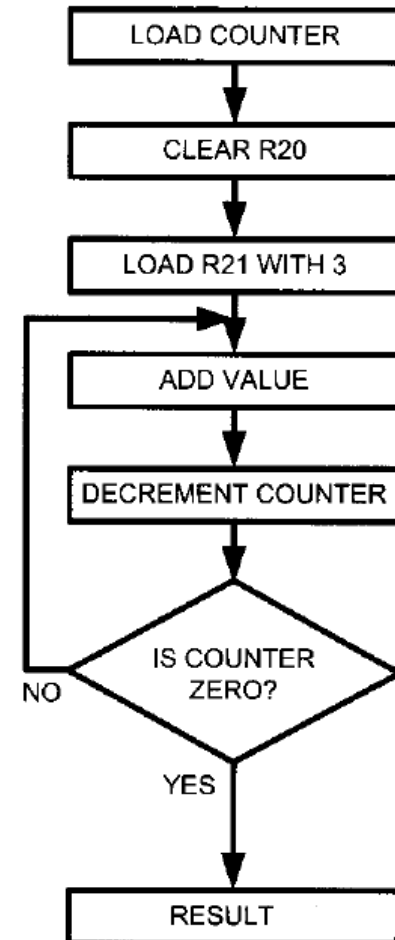 LOAD COUNTER
CLEAR R20
LOAD R21 WITH 3
ADD VALUE
DECREMENT COUNTER
IS COUNTER
ZERO?
NO
YES
RESULT